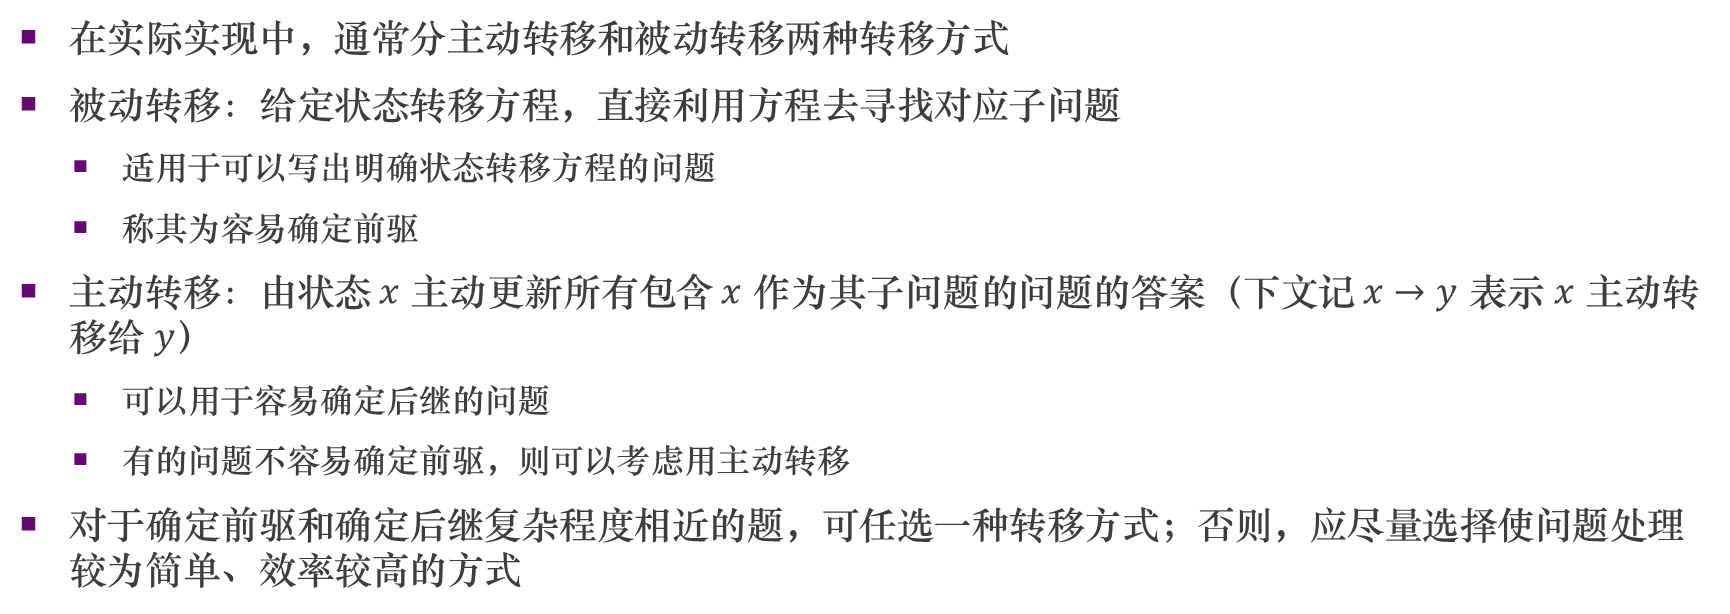 ▪ 在实际实现中，通常分主动转移和被动转移两种转移方式
▪ 被动转移：给定状态转移方程，直接利用方程去寻找对应子问题
▪ 适用于可以写出明确状态转移方程的问题
▪ 称其为容易确定前驱
▪ 主动转移：由状态 x 主动更新所有包含 x 作为其子问题的问题的答案（下文记 x → y 表示 x 主动转
移给 y）
▪ 可以用于容易确定后继的问题
▪ 有的问题不容易确定前驱，则可以考虑用主动转移
▪ 对于确定前驱和确定后继复杂程度相近的题，可任选一种转移方式；否则，应尽量选择使问题处理
较为简单、效率较高的方式